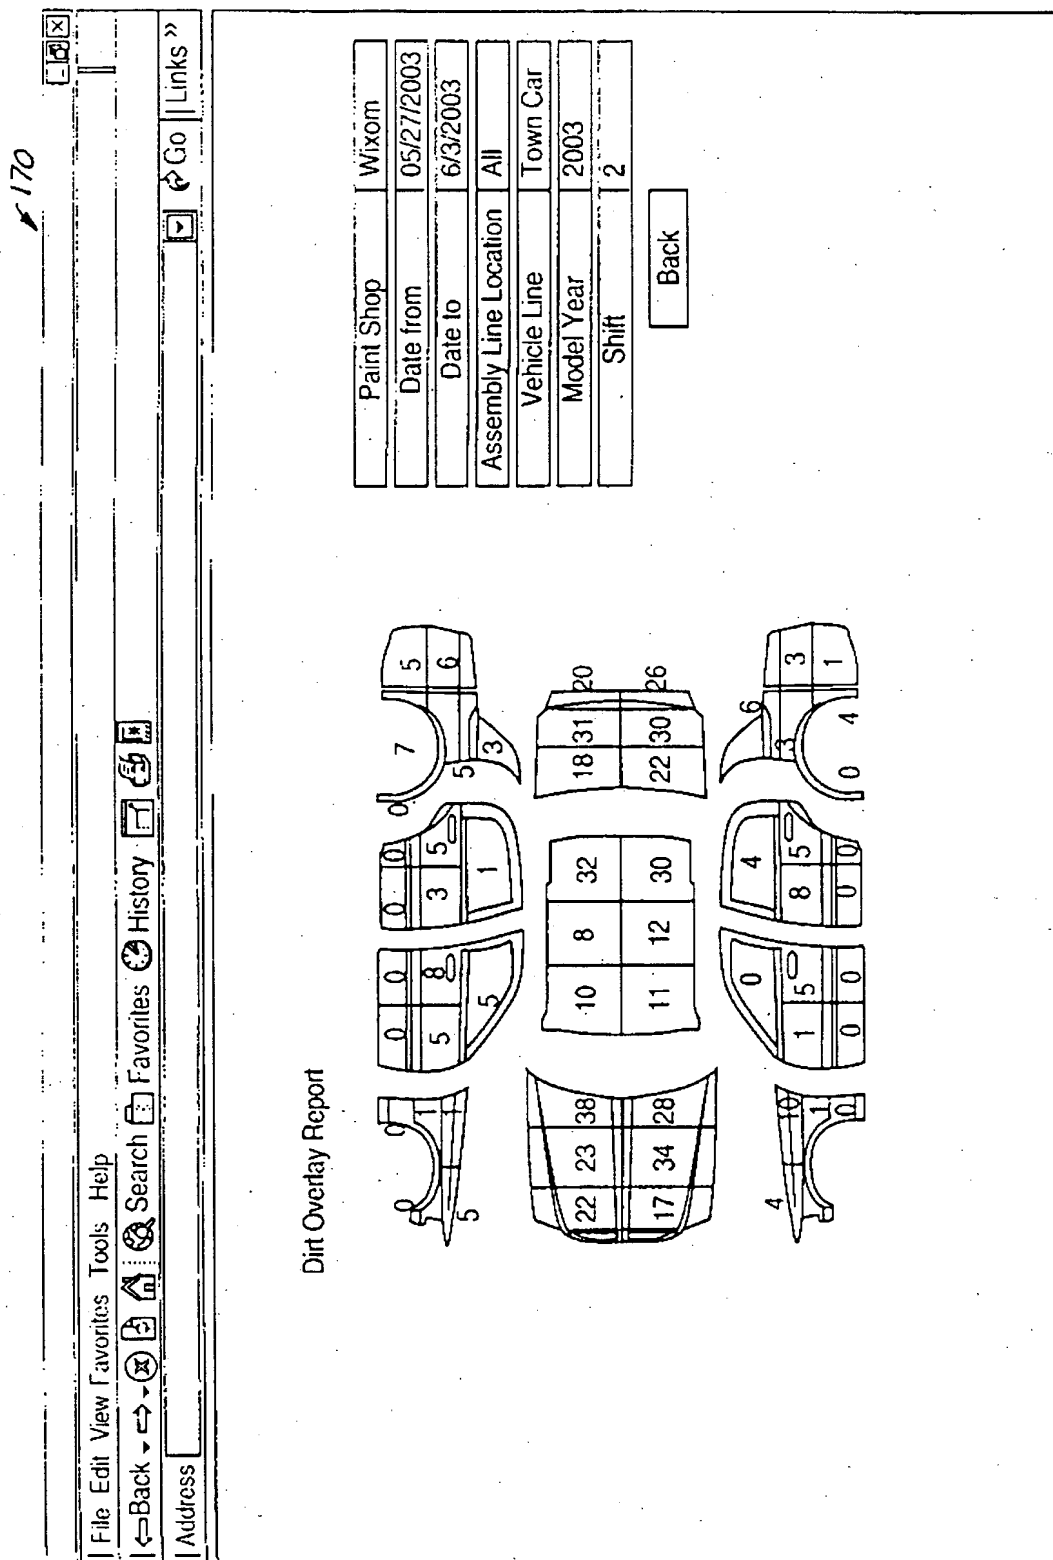 170
File Edit View Favorites Tools Help
Back Search Favorites History
Address Go Links »
Dirt Overlay Report
0 0 1 0 0 0 0 0 7 5
5 5 8 3 5 5 6
5 1 3
22 23 38 10 8 32 18 31 20
17 34 28 11 12 30 22 30 26
4 10 0 4 6
1 1 5 8 5 3 3
0 0 0 0 0 0 4 1
Paint Shop Wixom
Date from 05/27/2003
Date to 6/3/2003
Assembly Line Location All
Vehicle Line Town Car
Model Year 2003
Shift 2
Back